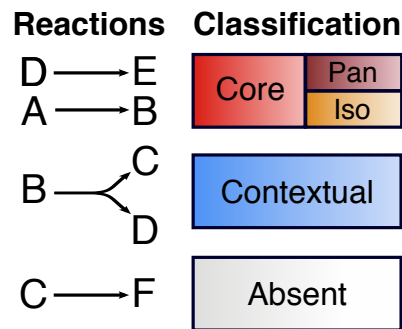 Reactions Classification
D E
Core Pan
A B
Iso
C
B Contextual
D
C F Absent